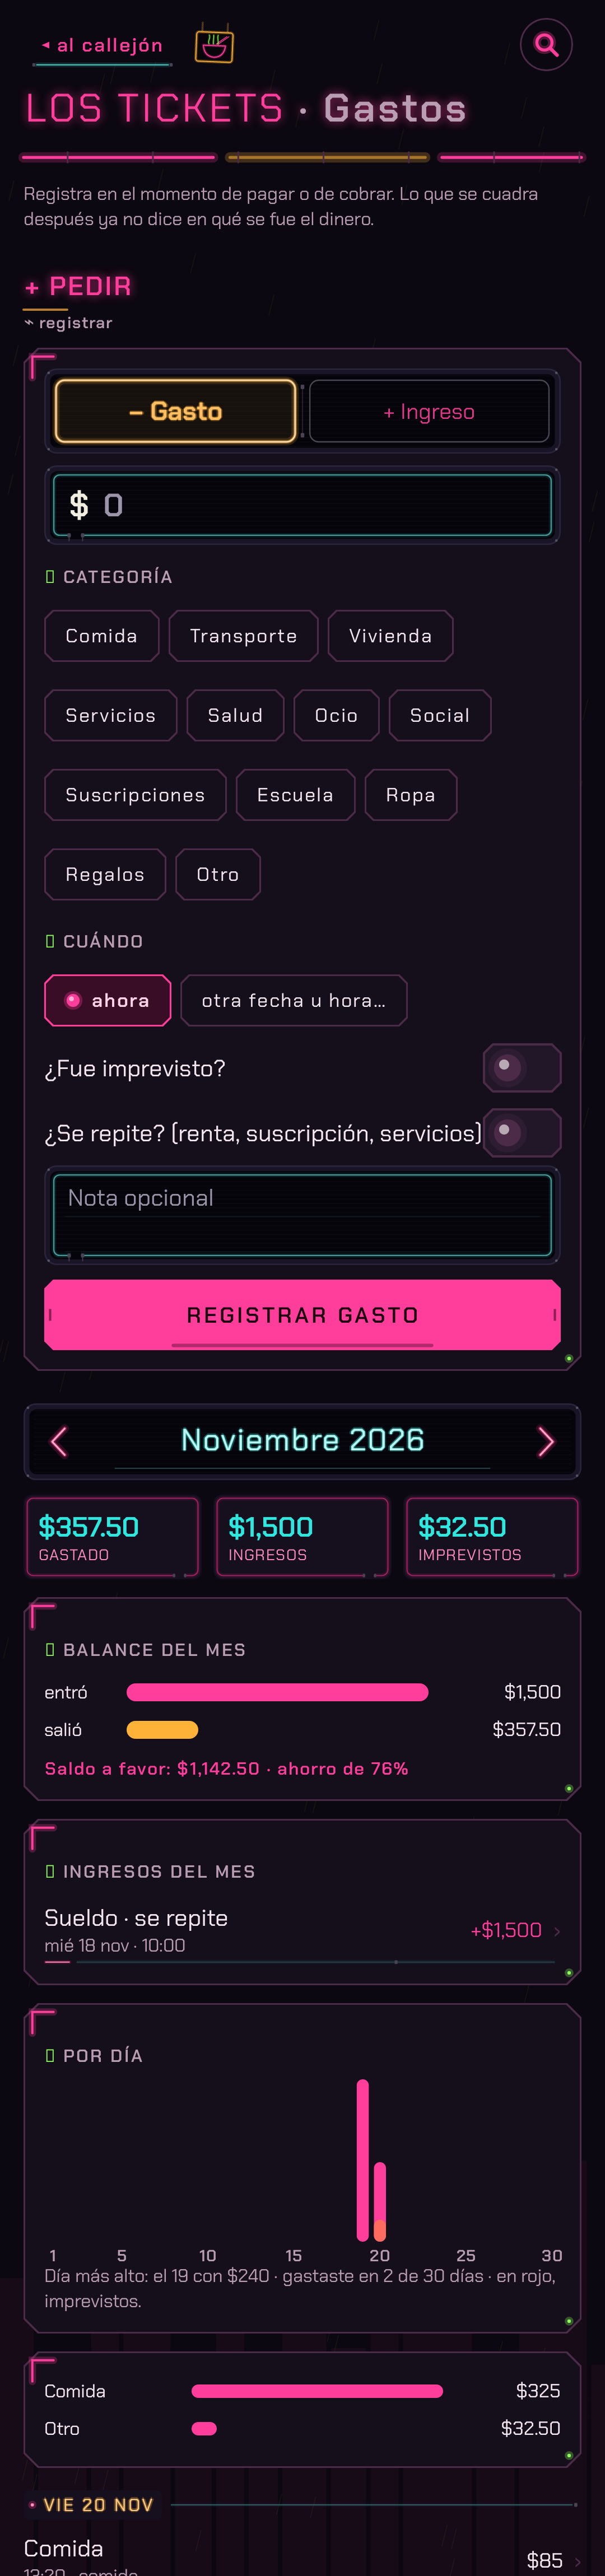 ◂ al callejón
LOS TICKETS · Gastos
Registra en el momento de pagar o de cobrar. Lo que se cuadra
después ya no dice en qué se fue el dinero.
+ PEDIR
⌁ registrar
– Gasto
+ Ingreso
$ 0
▯ CATEGORÍA
Comida
Transporte
Vivienda
Servicios
Salud
Ocio
Social
Suscripciones
Escuela
Ropa
Regalos
Otro
▯ CUÁNDO
ahora
otra fecha u hora…
¿Fue imprevisto?
¿Se repite? (renta, suscripción, servicios)
Nota opcional
REGISTRAR GASTO
Noviembre 2026
$357.50
GASTADO
$1,500
INGRESOS
$32.50
IMPREVISTOS
▯ BALANCE DEL MES
entró $1,500
salió $357.50
Saldo a favor: $1,142.50 · ahorro de 76%
▯ INGRESOS DEL MES
Sueldo · se repite
mié 18 nov · 10:00
+$1,500 ›
▯ POR DÍA
1 5 10 15 20 25 30
Día más alto: el 19 con $240 · gastaste en 2 de 30 días · en rojo,
imprevistos.
Comida $325
Otro $32.50
VIE 20 NOV
Comida
$85 ›
13:20 · comida